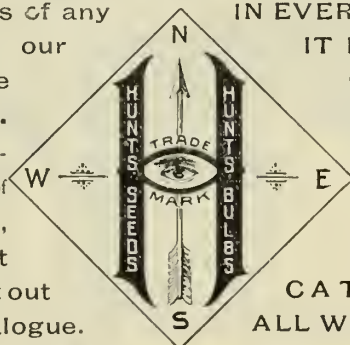 s of any
our
e
out
alogue.
N
W
E
S
HUNTS SEEDS
TRADE
MARK
HUNTS BULBS
IN EVER
IT
CAT
ALL W